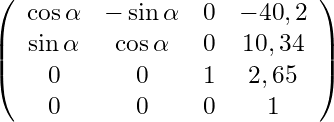 cos α − sin α 0 −40, 2
sin α cos α 0 10, 34
0 0 1 2, 65
0 0 0 1